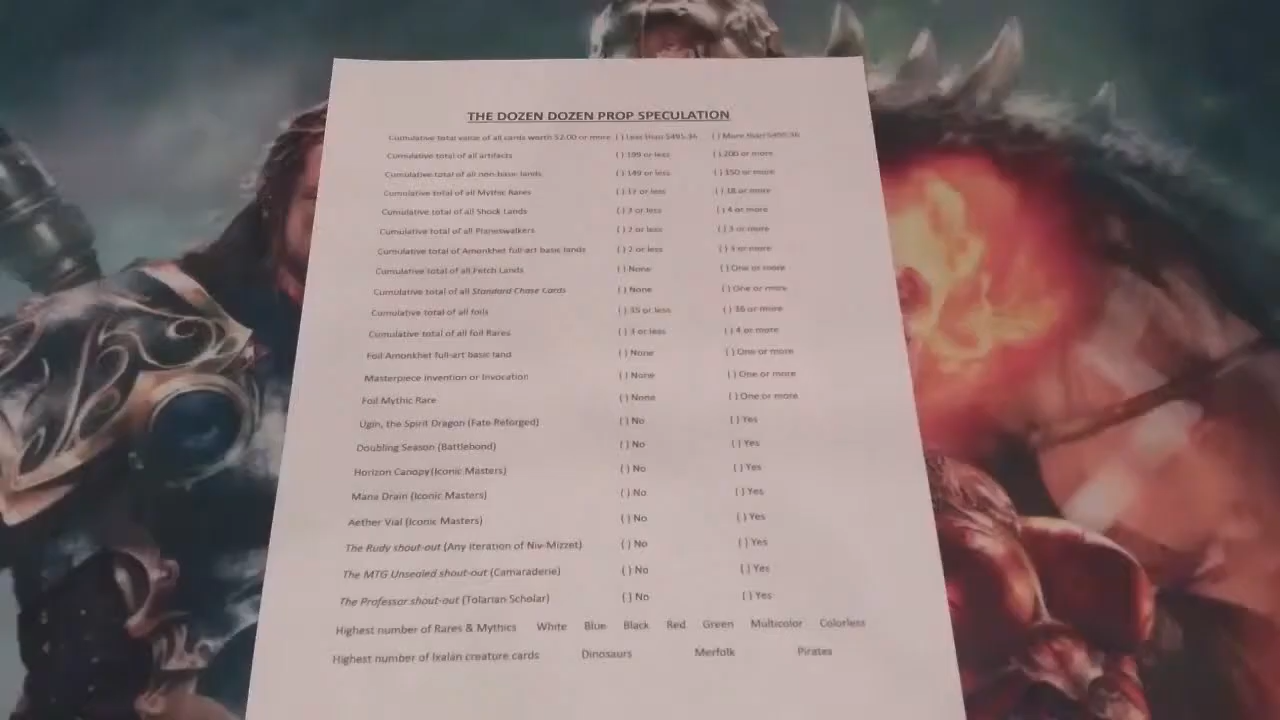 THE DOZEN DOZEN PROP SPECULATION
Cumulative total value of all cards worth $2.00 or more ( ) Less than $495.36 ( ) More than $495.36
Cumulative total of all artifacts ( ) 199 or less ( ) 200 or more
Cumulative total of all non-basic lands ( ) 149 or less ( ) 150 or more
Cumulative total of all Mythic Rares ( ) 17 or less ( ) 18 or more
Cumulative total of all Shock Lands ( ) 3 or less ( ) 4 or more
Cumulative total of all Planeswalkers ( ) 2 or less ( ) 3 or more
Cumulative total of Amonkhet full-art basic lands ( ) 2 or less ( ) 3 or more
Cumulative total of all Fetch Lands ( ) None ( ) One or more
Cumulative total of all Standard Chase Cards ( ) None ( ) One or more
Cumulative total of all foils ( ) 35 or less ( ) 36 or more
Cumulative total of all foil Rares ( ) 3 or less ( ) 4 or more
Foil Amonkhet full-art basic land ( ) None ( ) One or more
Masterpiece Invention or Invocation ( ) None ( ) One or more
Foil Mythic Rare ( ) None ( ) One or more
Ugin, the Spirit Dragon (Fate Reforged) ( ) No ( ) Yes
Doubling Season (Battlebond) ( ) No ( ) Yes
Horizon Canopy (Iconic Masters) ( ) No ( ) Yes
Mana Drain (Iconic Masters) ( ) No ( ) Yes
Aether Vial (Iconic Masters) ( ) No ( ) Yes
The Rudy shout-out (Any iteration of Niv-Mizzet) ( ) No ( ) Yes
The MTG Unsealed shout-out (Camaraderie) ( ) No ( ) Yes
The Professor shout-out (Tolarian Scholar) ( ) No ( ) Yes
Highest number of Rares & Mythics White Blue Black Red Green Multicolor Colorless
Highest number of Ixalan creature cards Dinosaurs Merfolk Pirates